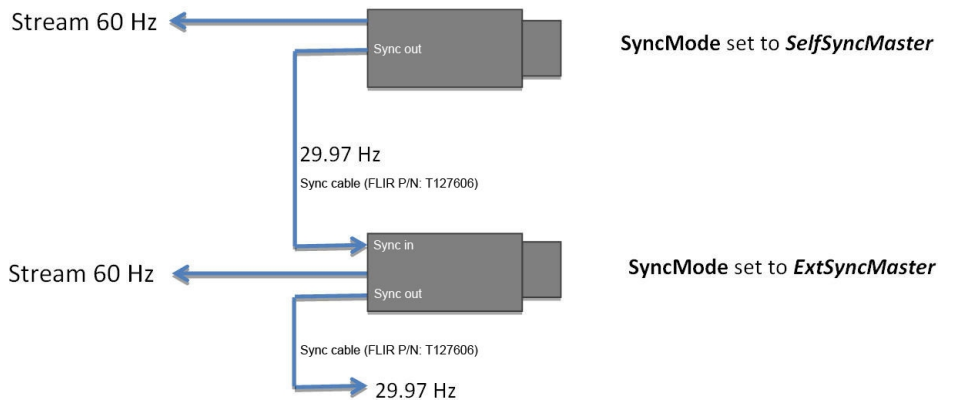 Stream 60 Hz
Sync out
SyncMode set to SelfSyncMaster
29.97 Hz
Sync cable (FLIR P/N: T127606)
Sync in
Stream 60 Hz
SyncMode set to ExtSyncMaster
Sync out
Sync cable (FLIR P/N: T127606)
29.97 Hz